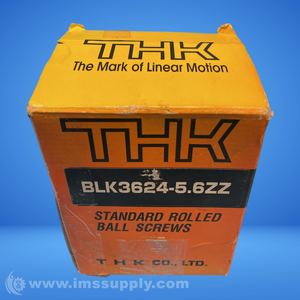 THK
The Mark of Linear Motion
THK
BLK3624-5.6ZZ
STANDARD ROLLED
BALL SCREWS
THK CO., LTD.
© www.imssupply.com